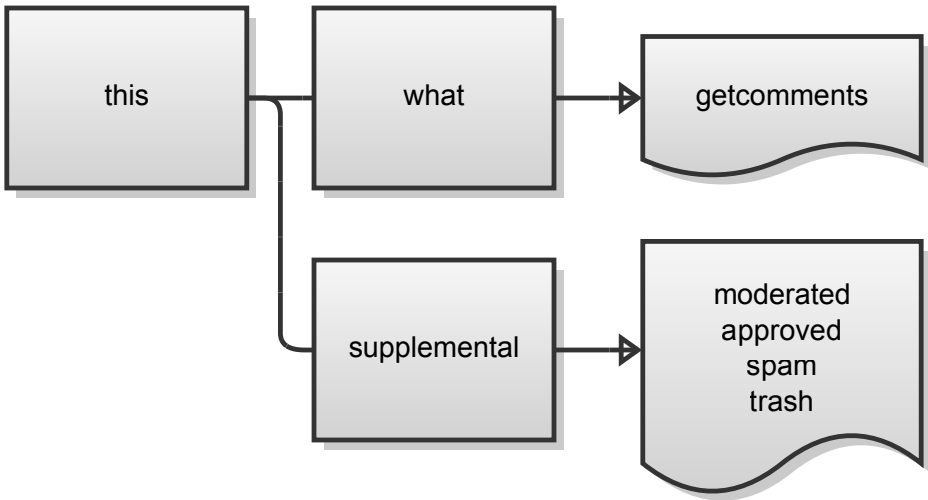 this
what
getcomments
supplemental
moderated
approved
spam
trash